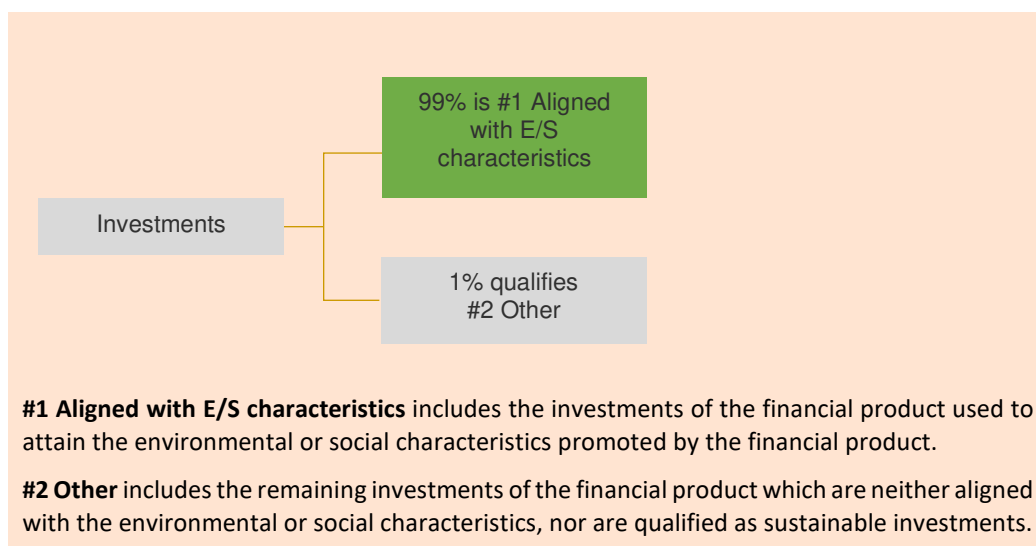 99% is #1 Aligned
with E/S
characteristics
Investments
1% qualifies
#2 Other
#1 Aligned with E/S characteristics includes the investments of the financial product used to
attain the environmental or social characteristics promoted by the financial product.
#2 Other includes the remaining investments of the financial product which are neither aligned
with the environmental or social characteristics, nor are qualified as sustainable investments.